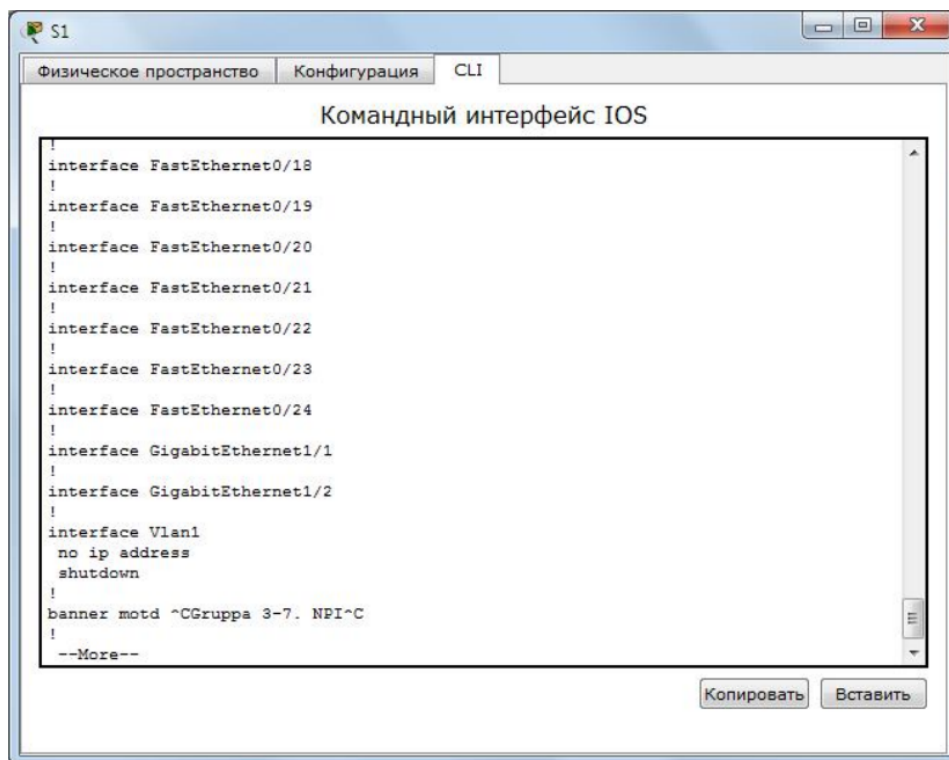 S1
Физическое пространство Конфигурация CLI
Командный интерфейс IOS
!
interface FastEthernet0/18
!
interface FastEthernet0/19
!
interface FastEthernet0/20
!
interface FastEthernet0/21
!
interface FastEthernet0/22
!
interface FastEthernet0/23
!
interface FastEthernet0/24
!
interface GigabitEthernet1/1
!
interface GigabitEthernet1/2
!
interface Vlan1
 no ip address
 shutdown
!
banner motd ^CGruppa 3-7. NPI^C
!
 --More--
Копировать Вставить